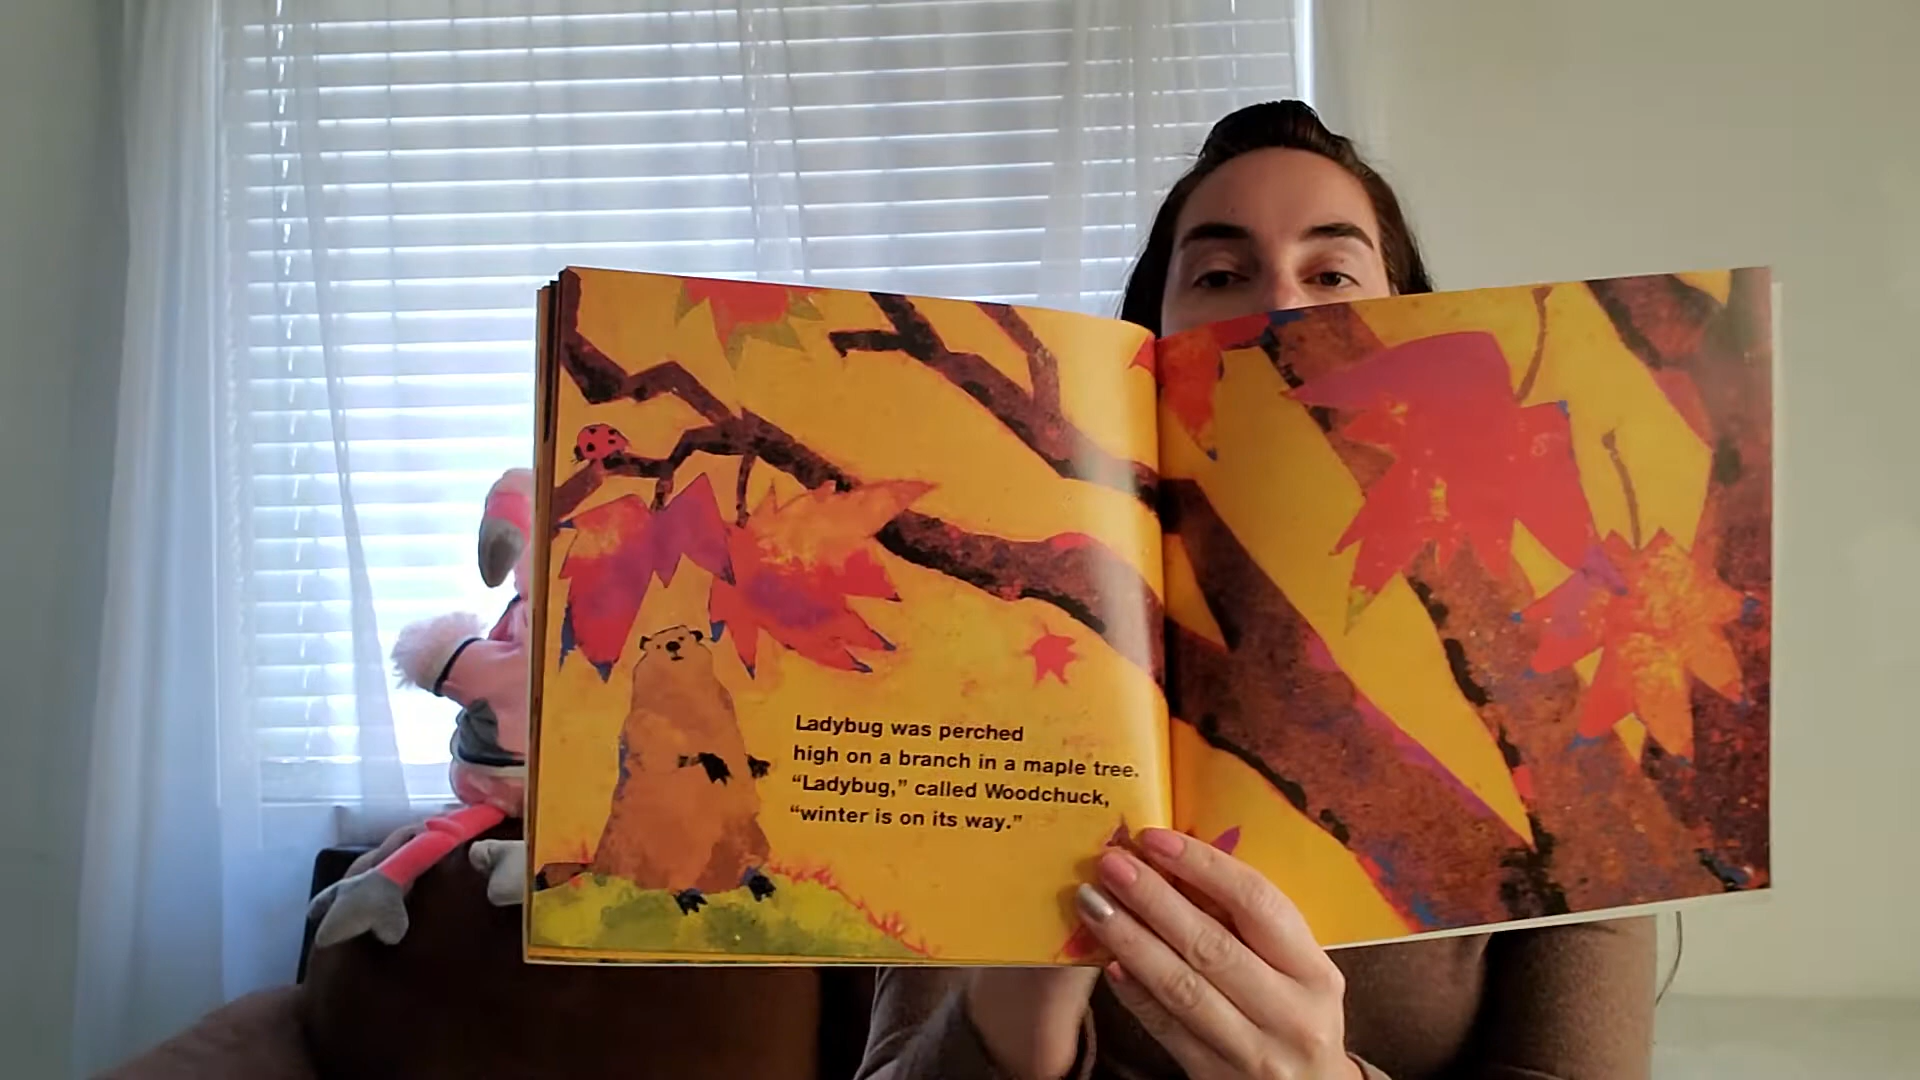 Ladybug was perched
high on a branch in a maple tree.
“Ladybug,” called Woodchuck,
“winter is on its way.”